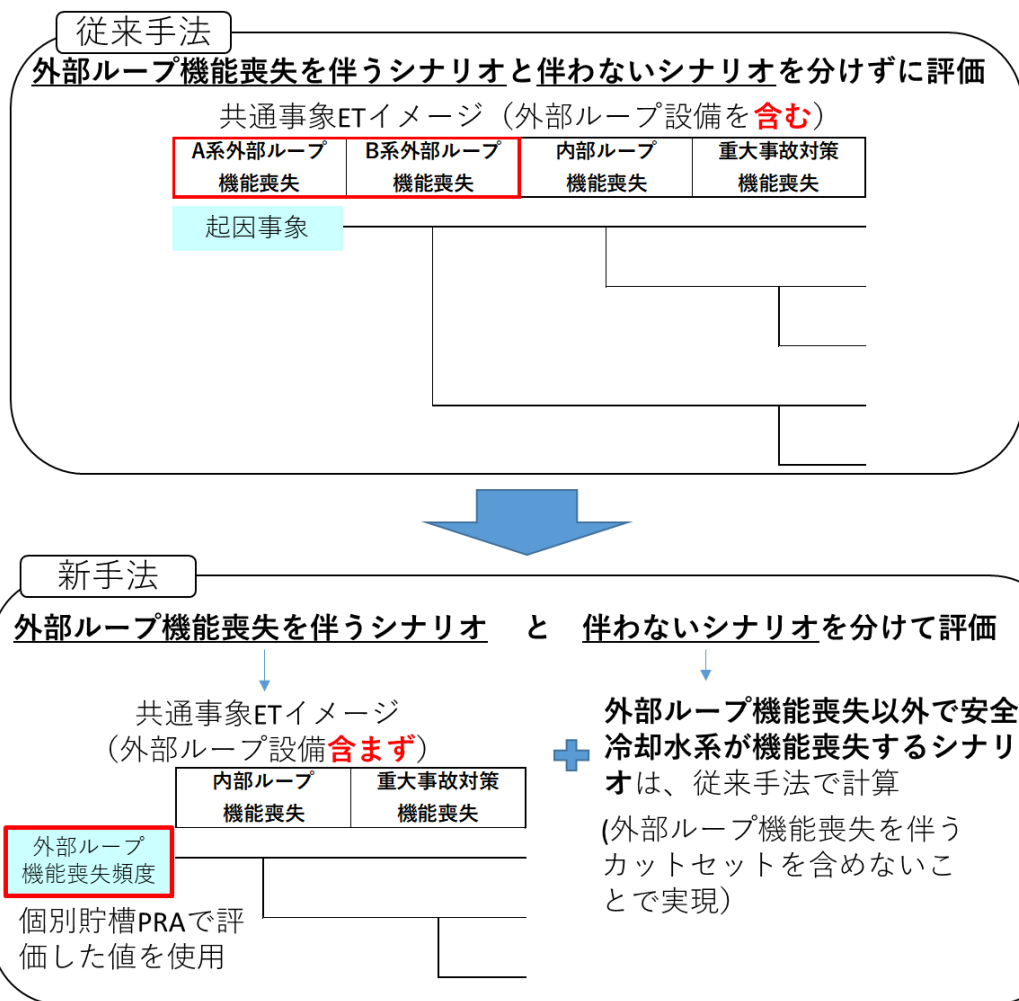 従来手法
外部ループ機能喪失を伴うシナリオと伴わないシナリオを分けずに評価
共通事象ETイメージ（外部ループ設備を含む）
A系外部ループ
機能喪失
B系外部ループ
機能喪失
内部ループ
機能喪失
重大事故対策
機能喪失
起因事象
新手法
外部ループ機能喪失を伴うシナリオ と 伴わないシナリオを分けて評価
共通事象ETイメージ
（外部ループ設備含まず）
内部ループ
機能喪失
重大事故対策
機能喪失
外部ループ
機能喪失頻度
個別貯槽PRAで評
価した値を使用
外部ループ機能喪失以外で安全
冷却水系が機能喪失するシナリ
オは、従来手法で計算
(外部ループ機能喪失を伴う
カットセットを含めないこ
とで実現）